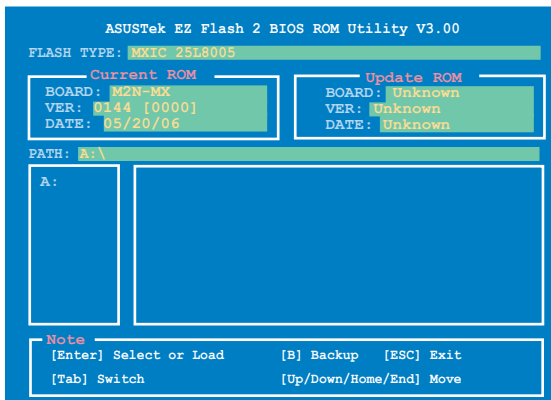 ASUSTek EZ Flash 2 BIOS ROM Utility V3.00
FLASH TYPE: MXIC 25L8005
Current ROM
BOARD: M2N-MX
VER: 0144 [0000]
DATE: 05/20/06
Update ROM
BOARD: Unknown
VER: Unknown
DATE: Unknown
PATH: A:\
A:
Note
[Enter] Select or Load [B] Backup [ESC] Exit
[Tab] Switch [Up/Down/Home/End] Move